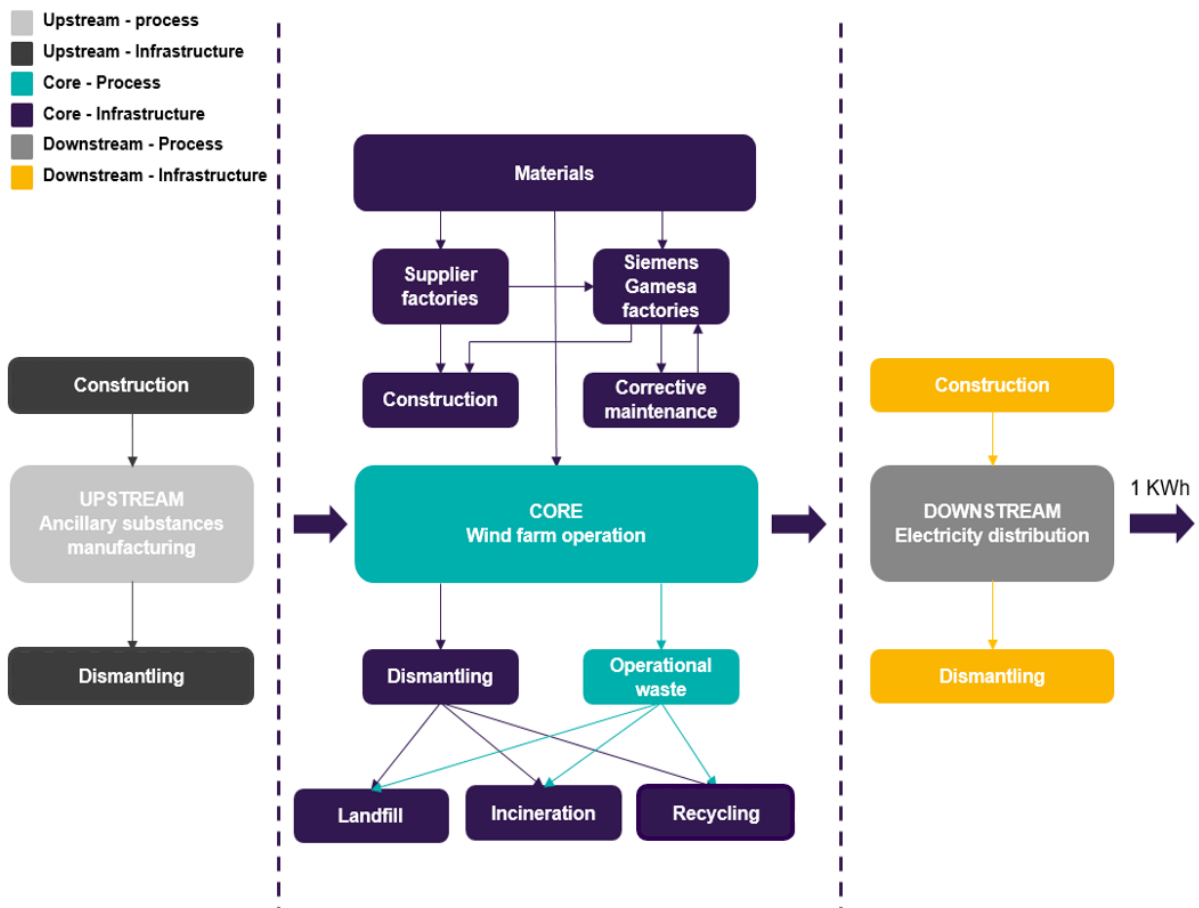 Upstream - process
Upstream - Infrastructure
Core - Process
Core - Infrastructure
Downstream - Process
Downstream - Infrastructure
Materials
Supplier
factories
Siemens
Gamesa
factories
Construction
Construction
Corrective
maintenance
Construction
UPSTREAM
Ancillary substances
manufacturing
CORE
Wind farm operation
DOWNSTREAM
Electricity distribution
1 KWh
Dismantling
Dismantling
Operational
waste
Dismantling
Landfill
Incineration
Recycling